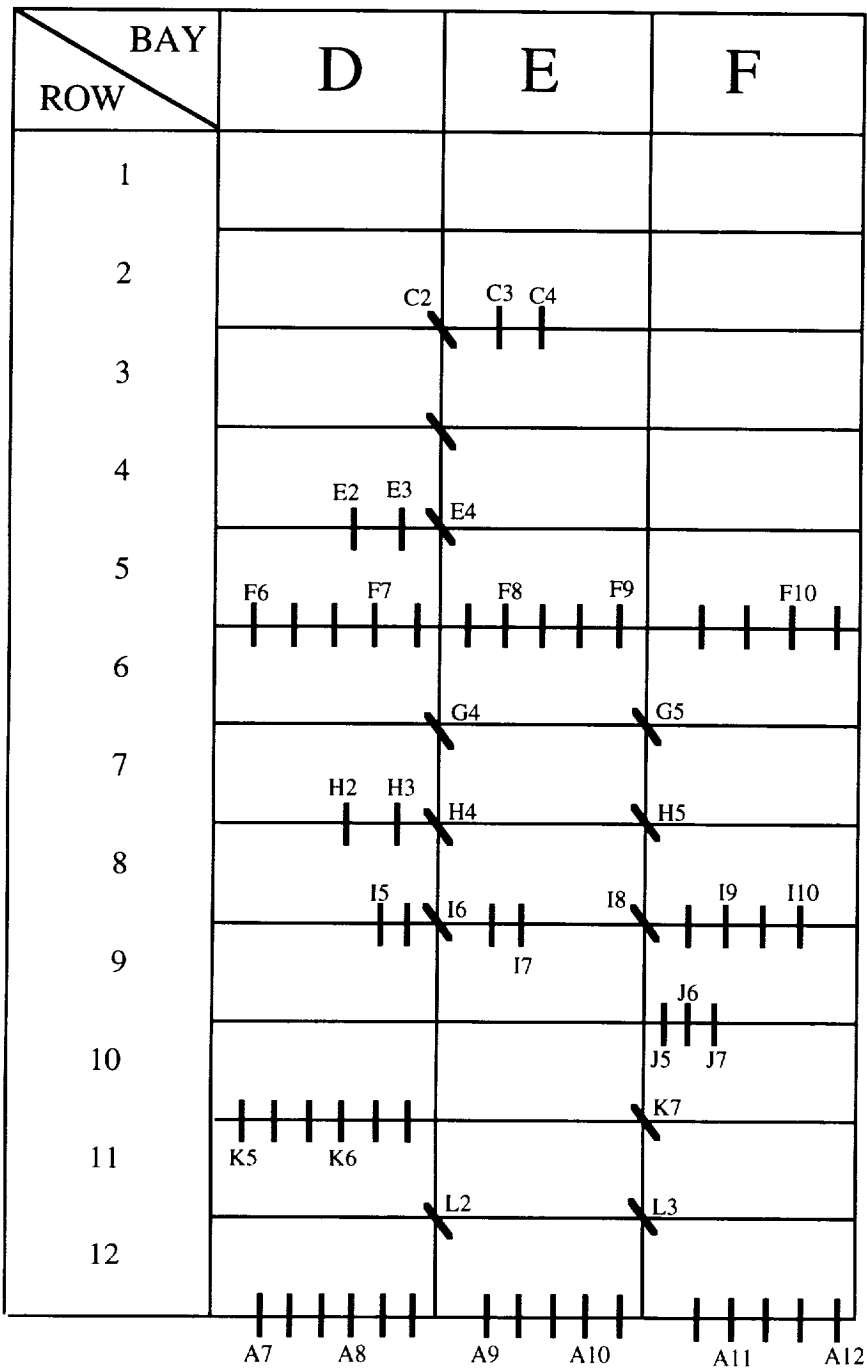 BAY
ROW
D E F
1
2
C2 C3 C4
3
4
E2 E3 E4
5
F6 F7 F8 F9 F10
6
G4 G5
7
H2 H3 H4 H5
8
I5 I6 I8 I9 I10
I7
9
J6
J5 J7
10
K7
K5 K6
11
L2 L3
12
A7 A8 A9 A10 A11 A12